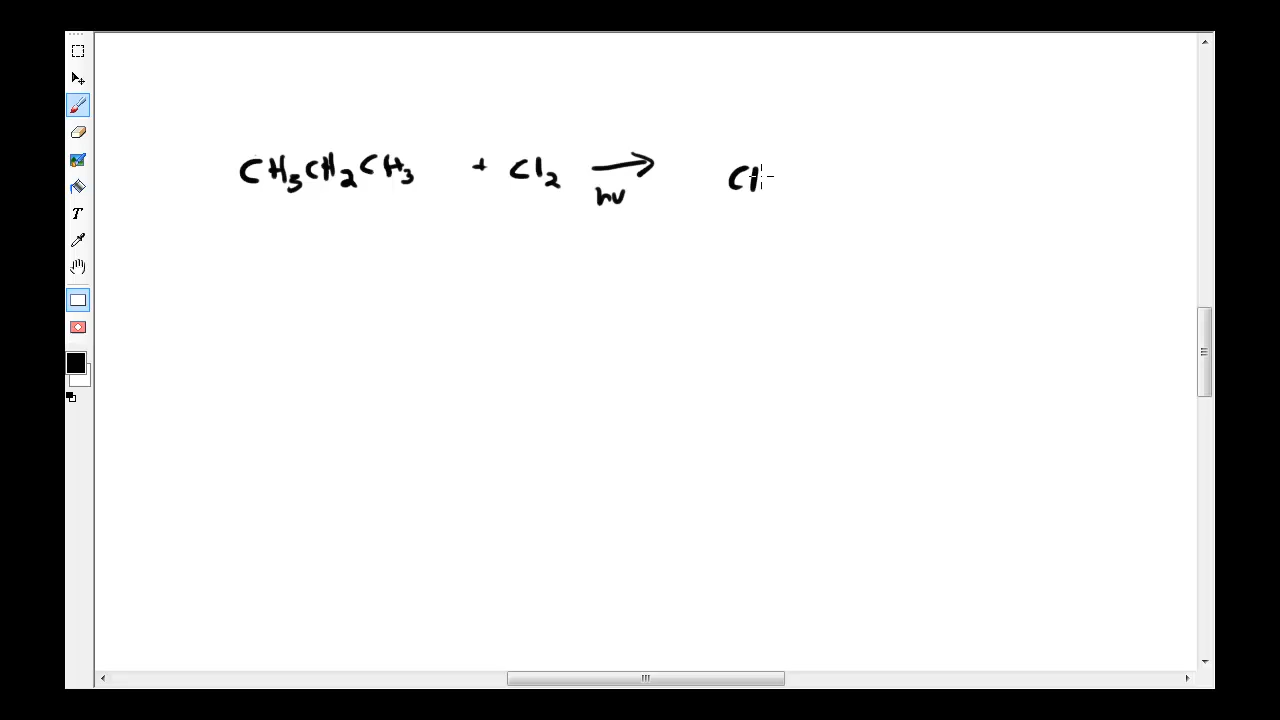 CH₃CH₂CH₃ + Cl₂ → Cl
hν
T